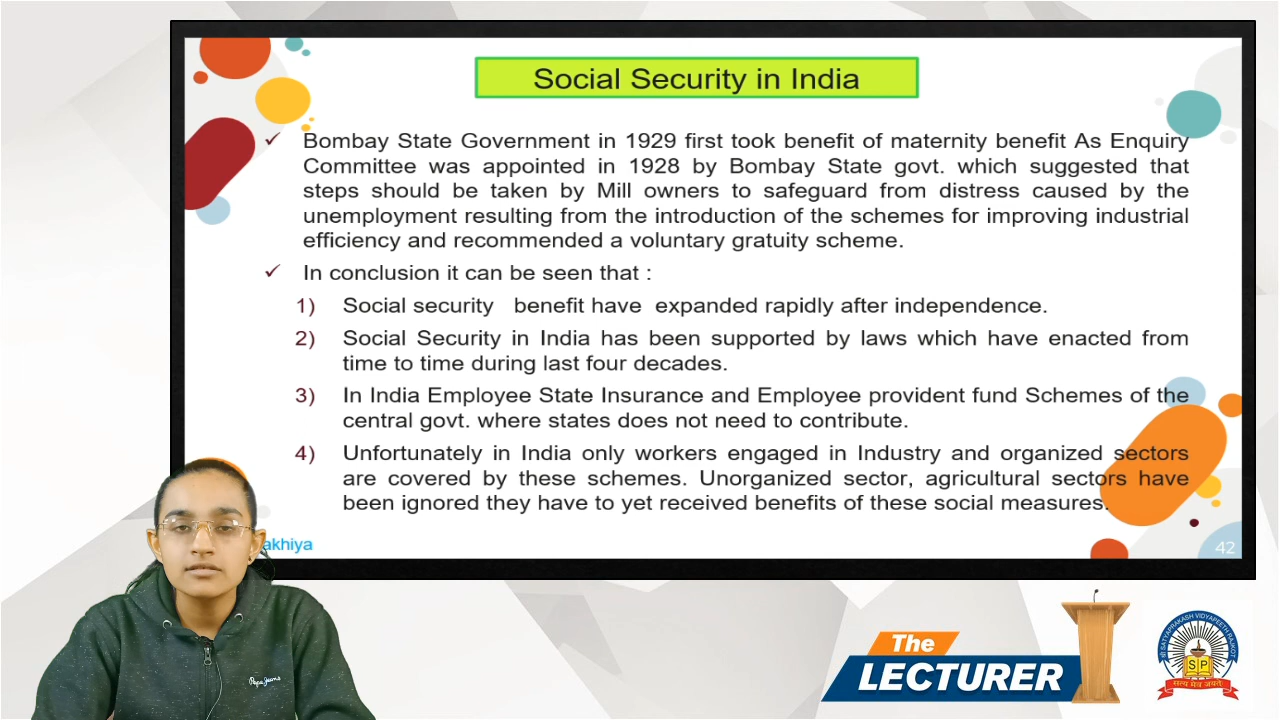 Social Security in India
✓ Bombay State Government in 1929 first took benefit of maternity benefit As Enquiry
Committee was appointed in 1928 by Bombay State govt. which suggested that
steps should be taken by Mill owners to safeguard from distress caused by the
unemployment resulting from the introduction of the schemes for improving industrial
efficiency and recommended a voluntary gratuity scheme.
✓ In conclusion it can be seen that :
1) Social security benefit have expanded rapidly after independence.
2) Social Security in India has been supported by laws which have enacted from
time to time during last four decades.
3) In India Employee State Insurance and Employee provident fund Schemes of the
central govt. where states does not need to contribute.
4) Unfortunately in India only workers engaged in Industry and organized sectors
are covered by these schemes. Unorganized sector, agricultural sectors have
been ignored they have to yet received benefits of these social measures.
akhiya
42
Pepe Jeans
The
LECTURER
श्री SATYAPRAKASH VIDYAPEETH RAJKOT
SP
सत्य मेव जयते